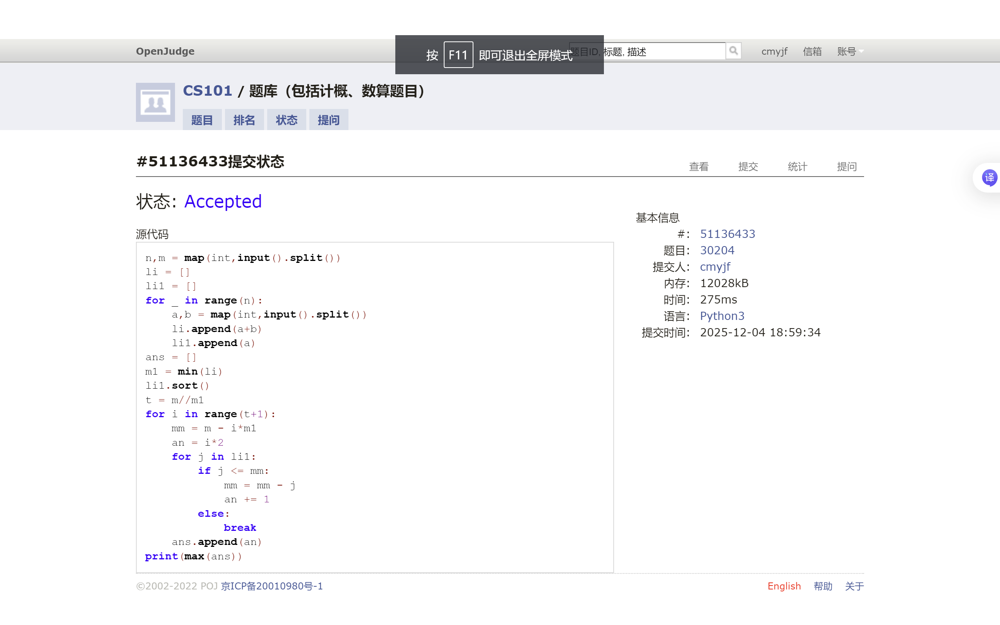 OpenJudge
按 F11 即可退出全屏模式
题目ID, 标题, 描述
cmyjf 信箱 账号
CS101 / 题库（包括计概、数算题目）
题目 排名 状态 提问
#51136433提交状态
查看 提交 统计 提问
译
状态: Accepted
源代码
n,m = map(int,input().split())
li = []
li1 = []
for _ in range(n):
    a,b = map(int,input().split())
    li.append(a+b)
    li1.append(a)
ans = []
m1 = min(li)
li1.sort()
t = m//m1
for i in range(t+1):
    mm = m - i*m1
    an = i*2
    for j in li1:
        if j <= mm:
            mm = mm - j
            an += 1
        else:
            break
    ans.append(an)
print(max(ans))
基本信息
#: 51136433
题目: 30204
提交人: cmyjf
内存: 12028kB
时间: 275ms
语言: Python3
提交时间: 2025-12-04 18:59:34
©2002-2022 POJ 京ICP备20010980号-1
English 帮助 关于